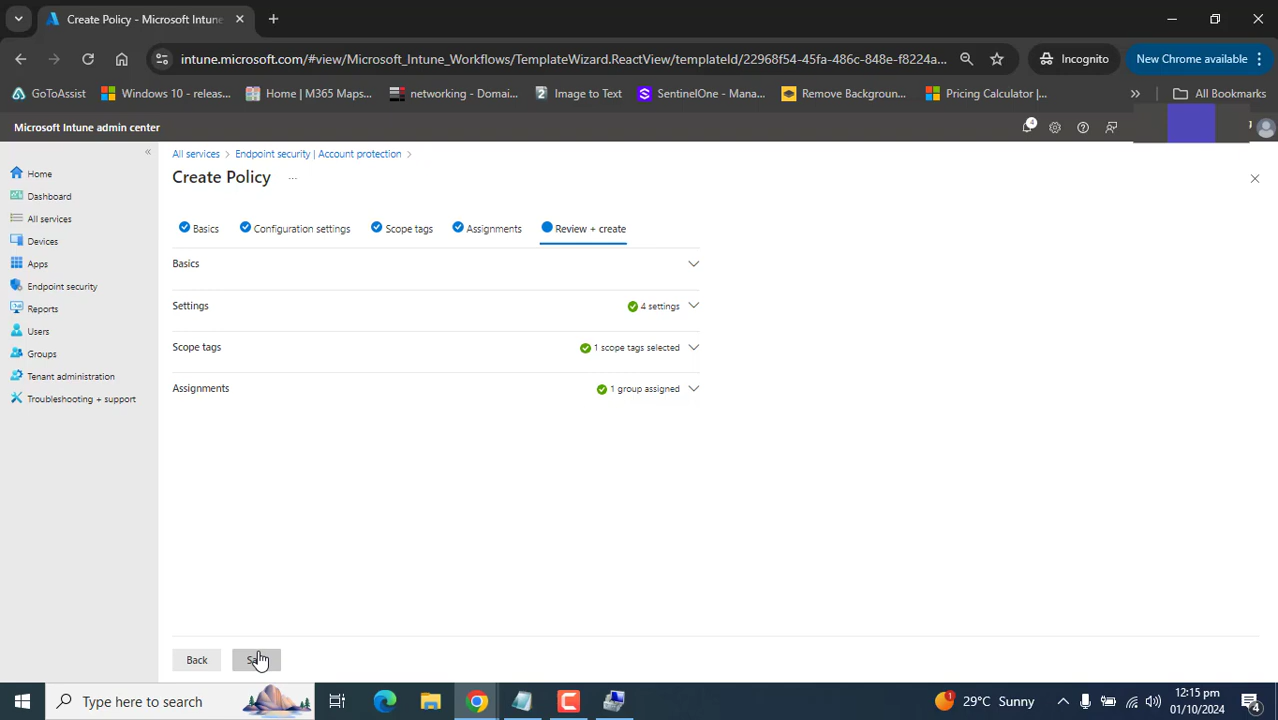 Create Policy - Microsoft Intune
intune.microsoft.com/#view/Microsoft_Intune_Workflows/TemplateWizard.ReactView/templateId/22968f54-45fa-486c-848e-f8224a...
Incognito
New Chrome available
GoToAssist
Windows 10 - releas...
Home | M365 Maps...
networking - Domai...
Image to Text
SentinelOne - Mana...
Remove Backgroun...
Pricing Calculator |...
All Bookmarks
Microsoft Intune admin center
4
Home
Dashboard
All services
Devices
Apps
Endpoint security
Reports
Users
Groups
Tenant administration
Troubleshooting + support
All services
Endpoint security | Account protection
Create Policy
Basics
Configuration settings
Scope tags
Assignments
Review + create
Basics
Settings
4 settings
Scope tags
1 scope tags selected
Assignments
1 group assigned
Back
Type here to search
1
29°C Sunny
12:15 pm
01/10/2024
4